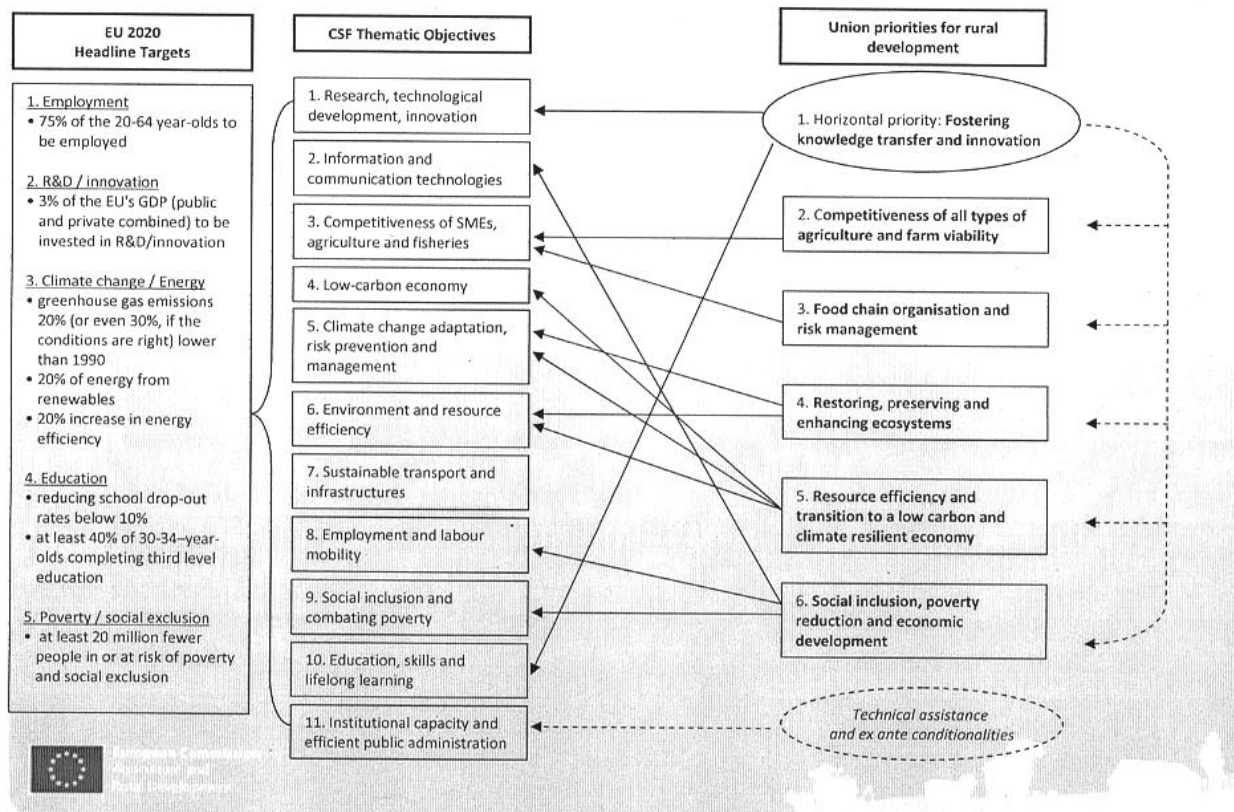 EU 2020
Headline Targets
1. Employment
• 75% of the 20-64 year-olds to
be employed
2. R&D / innovation
• 3% of the EU's GDP (public
and private combined) to be
invested in R&D/innovation
3. Climate change / Energy
• greenhouse gas emissions
20% (or even 30%, if the
conditions are right) lower
than 1990
• 20% of energy from
renewables
• 20% increase in energy
efficiency
4. Education
• reducing school drop-out
rates below 10%
• at least 40% of 30-34–year-
olds completing third level
education
5. Poverty / social exclusion
• at least 20 million fewer
people in or at risk of poverty
and social exclusion
CSF Thematic Objectives
1. Research, technological
development, innovation
2. Information and
communication technologies
3. Competitiveness of SMEs,
agriculture and fisheries
4. Low-carbon economy
5. Climate change adaptation,
risk prevention and
management
6. Environment and resource
efficiency
7. Sustainable transport and
infrastructures
8. Employment and labour
mobility
9. Social inclusion and
combating poverty
10. Education, skills and
lifelong learning
11. Institutional capacity and
efficient public administration
Union priorities for rural
development
1. Horizontal priority: Fostering
knowledge transfer and innovation
2. Competitiveness of all types of
agriculture and farm viability
3. Food chain organisation and
risk management
4. Restoring, preserving and
enhancing ecosystems
5. Resource efficiency and
transition to a low carbon and
climate resilient economy
6. Social inclusion, poverty
reduction and economic
development
Technical assistance
and ex ante conditionalities
European Commission
Rural Development